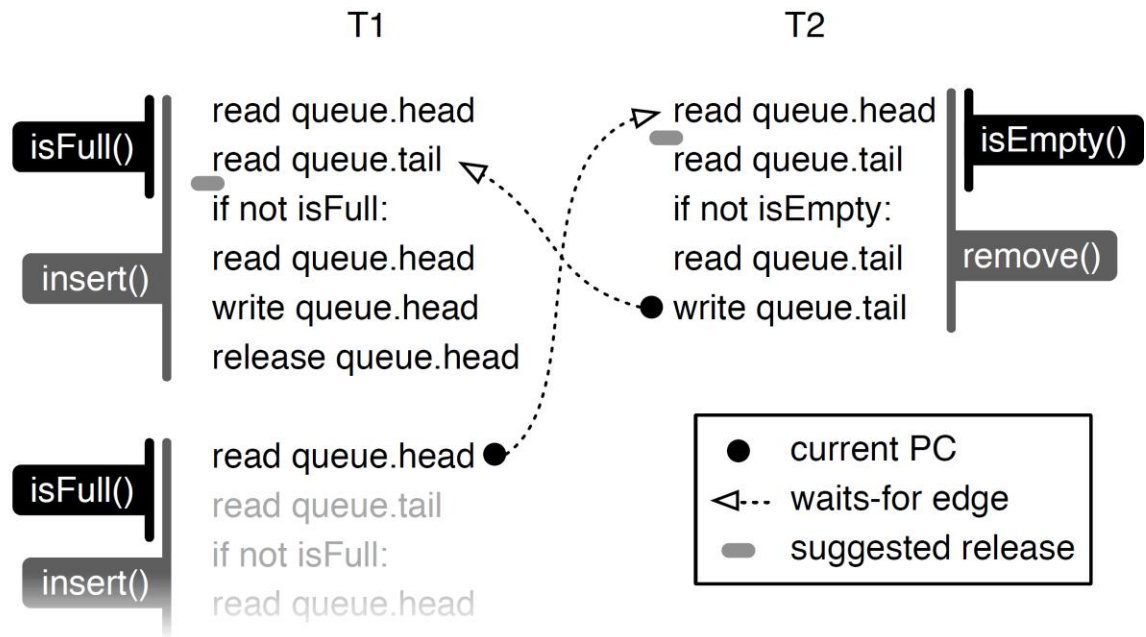 T1
T2
isFull()
insert()
read queue.head
read queue.tail
if not isFull:
read queue.head
write queue.head
release queue.head
isFull()
insert()
read queue.head
read queue.tail
if not isFull:
read queue.head
read queue.head
read queue.tail
if not isEmpty:
read queue.tail
write queue.tail
isEmpty()
remove()
current PC
waits-for edge
suggested release